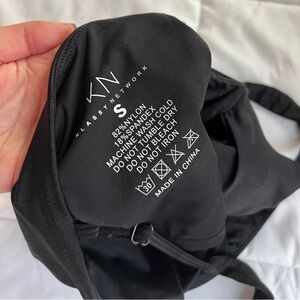 KN
CLASSY NETWORK
S
82%NYLON
18%SPANDEX
MACHINE WASH COLD
DO NOT TUMBLE DRY
DO NOT BLEACH
DO NOT IRON
30
MADE IN CHINA